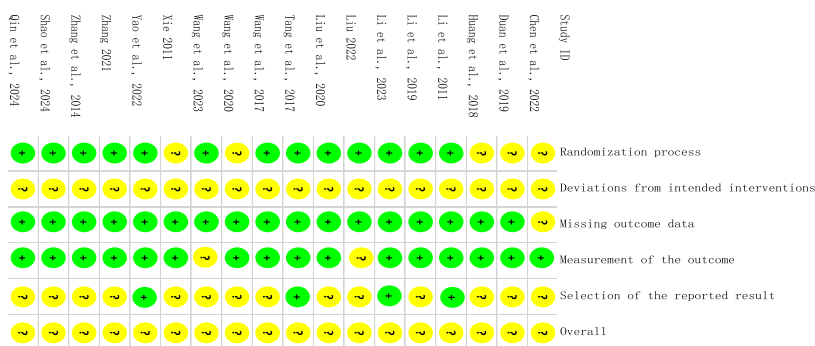 Study ID
Chen et al., 2022
Duan et al., 2019
Huang et al., 2018
Li et al., 2011
Li et al., 2019
Li et al., 2023
Liu 2022
Liu et al., 2020
Tang et al., 2017
Wang et al., 2017
Wang et al., 2020
Wang et al., 2023
Xie 2011
Yao et al., 2022
Zhang 2021
Zhang et al., 2014
Shao et al., 2024
Qin et al., 2024
+ + + + + ? + ? + + + + + + + ? ? ? Randomization process
? ? ? ? ? ? ? ? ? ? ? ? ? ? ? ? ? ? Deviations from intended interventions
+ + + + + + + + + + + + + + + + + ? Missing outcome data
+ + + + + + ? + + + + ? + + + + + + Measurement of the outcome
? ? ? ? + ? ? ? ? + ? ? + ? + ? ? ? Selection of the reported result
? ? ? ? ? ? ? ? ? ? ? ? ? ? ? ? ? ? Overall